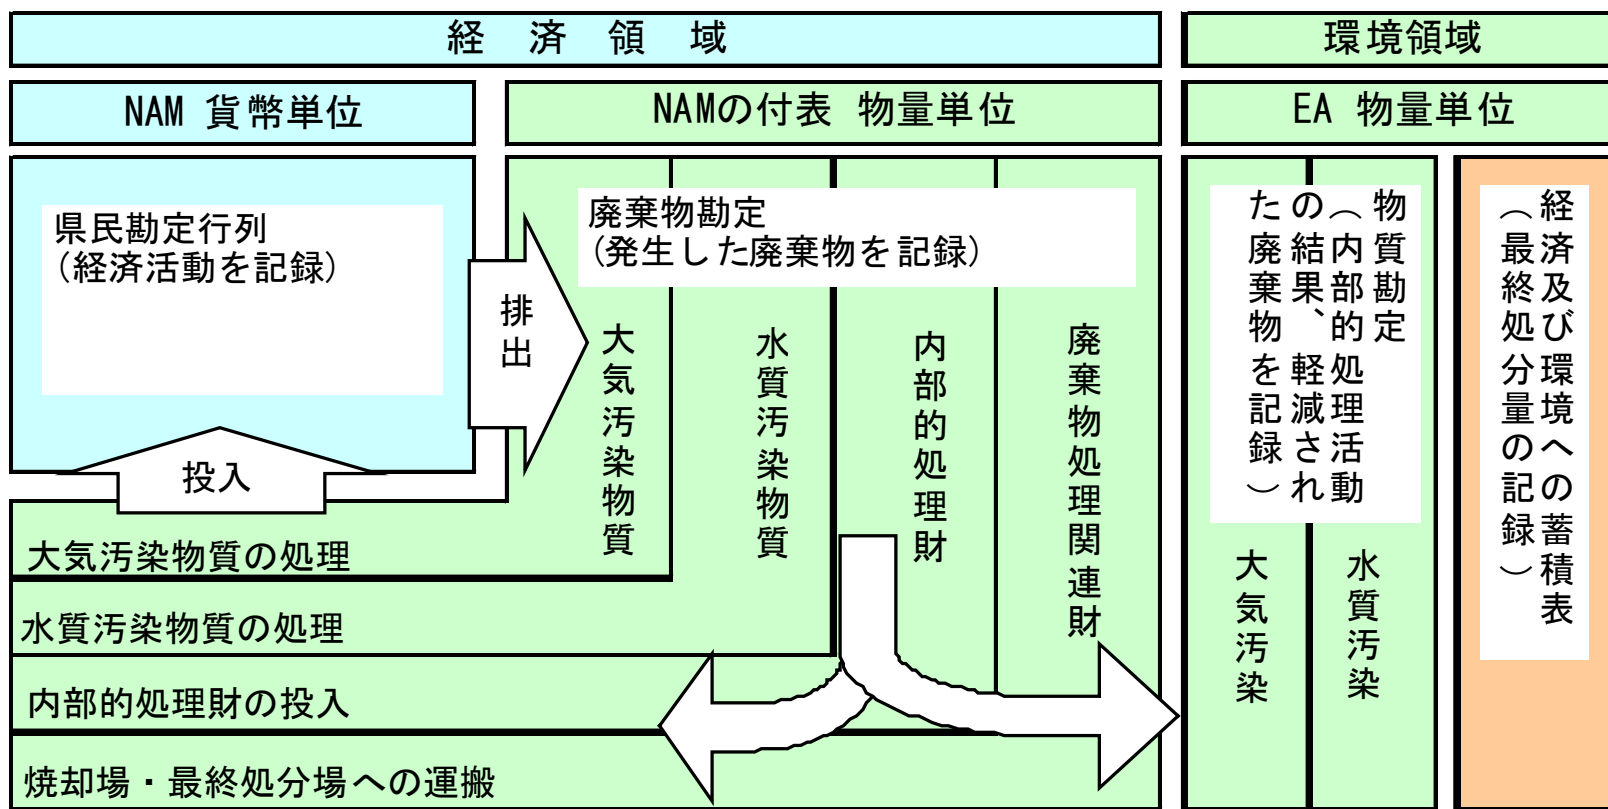 経済領域
環境領域
NAM 貨幣単位
NAMの付表 物量単位
EA 物量単位
県民勘定行列
(経済活動を記録)
排出
投入
廃棄物勘定
(発生した廃棄物を記録)
大気汚染物質
水質汚染物質
内部的処理財
廃棄物処理関連財
大気汚染物質の処理
水質汚染物質の処理
内部的処理財の投入
焼却場・最終処分場への運搬
物質勘定
(内部的処理活動
の結果、軽減され
た廃棄物を記録)
大気汚染
水質汚染
経済及び環境への蓄積表
(最終処分量の記録)